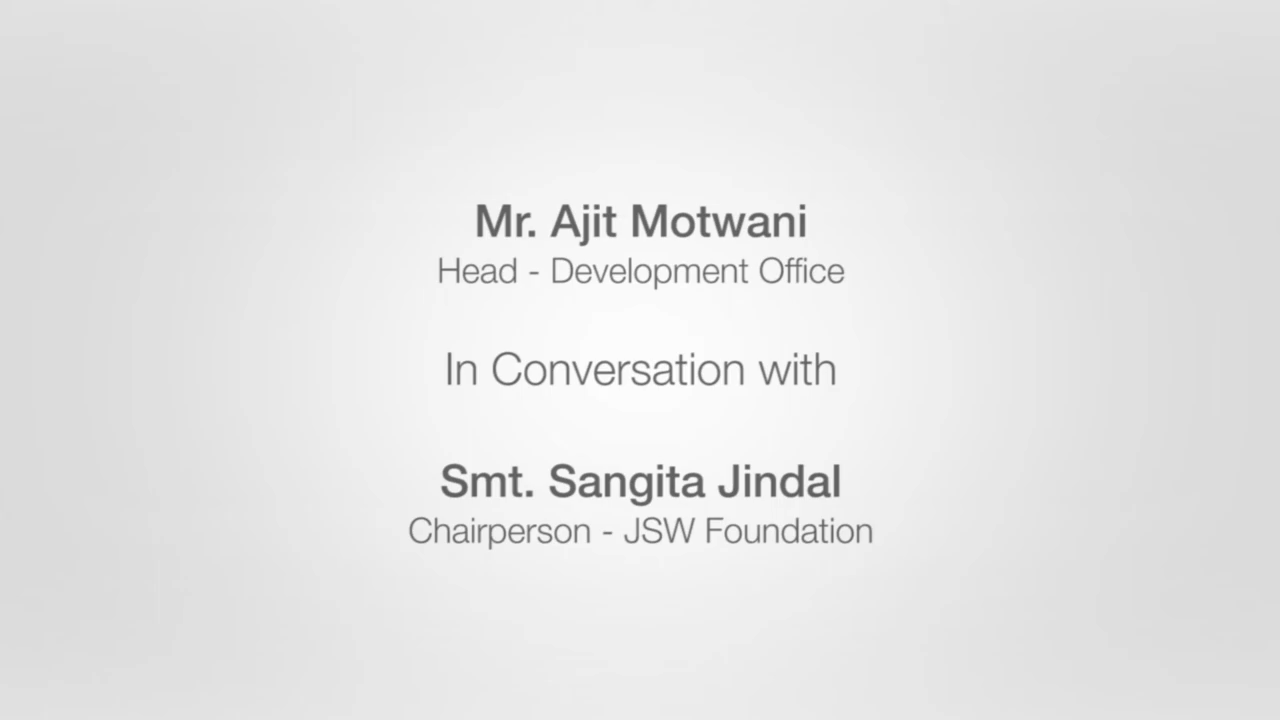 Mr. Ajit Motwani
Head - Development Office
In Conversation with
Smt. Sangita Jindal
Chairperson - JSW Foundation